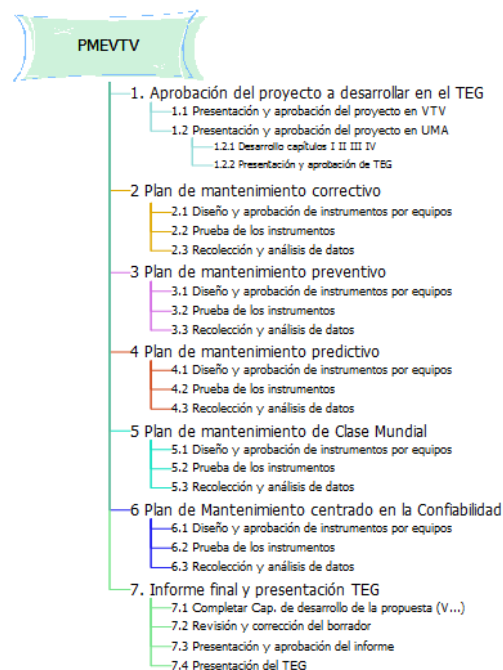 PMEVTV
1. Aprobación del proyecto a desarrollar en el TEG
1.1 Presentación y aprobación del proyecto en VTV
1.2 Presentación y aprobación del proyecto en UMA
1.2.1 Desarrollo capítulos I II III IV
1.2.2 Presentación y aprobación de TEG
2 Plan de mantenimiento correctivo
2.1 Diseño y aprobación de instrumentos por equipos
2.2 Prueba de los instrumentos
2.3 Recolección y análisis de datos
3 Plan de mantenimiento preventivo
3.1 Diseño y aprobación de instrumentos por equipos
3.2 Prueba de los instrumentos
3.3 Recolección y análisis de datos
4 Plan de mantenimiento predictivo
4.1 Diseño y aprobación de instrumentos por equipos
4.2 Prueba de los instrumentos
4.3 Recolección y análisis de datos
5 Plan de mantenimiento de Clase Mundial
5.1 Diseño y aprobación de instrumentos por equipos
5.2 Prueba de los instrumentos
5.3 Recolección y análisis de datos
6 Plan de Mantenimiento centrado en la Confiabilidad
6.1 Diseño y aprobación de instrumentos por equipos
6.2 Prueba de los instrumentos
6.3 Recolección y análisis de datos
7. Informe final y presentación TEG
7.1 Completar Cap. de desarrollo de la propuesta (V...)
7.2 Revisión y corrección del borrador
7.3 Presentación y aprobación del informe
7.4 Presentación del TEG